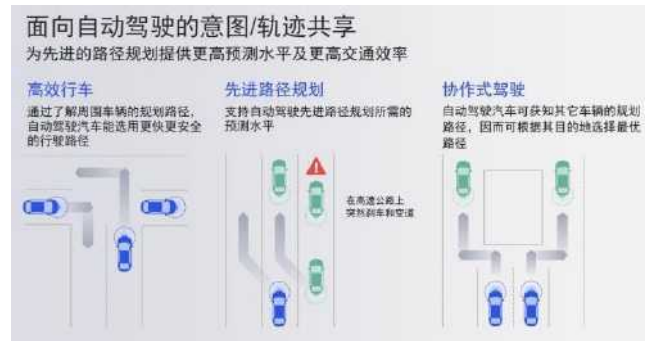 面向自动驾驶的意图/轨迹共享
为先进的路径规划提供更高预测水平及更高交通效率
高效行车
通过了解周围车辆的规划路径,
自动驾驶汽车能选用更快更安全
的行驶路径
先进路径规划
支持自动驾驶先进路径规划所需的
预测水平
在高速公路上
突然刹车和变道
协作式驾驶
自动驾驶汽车可获知其它车辆的规划
路径,因而可根据其目的地选择最优
路径